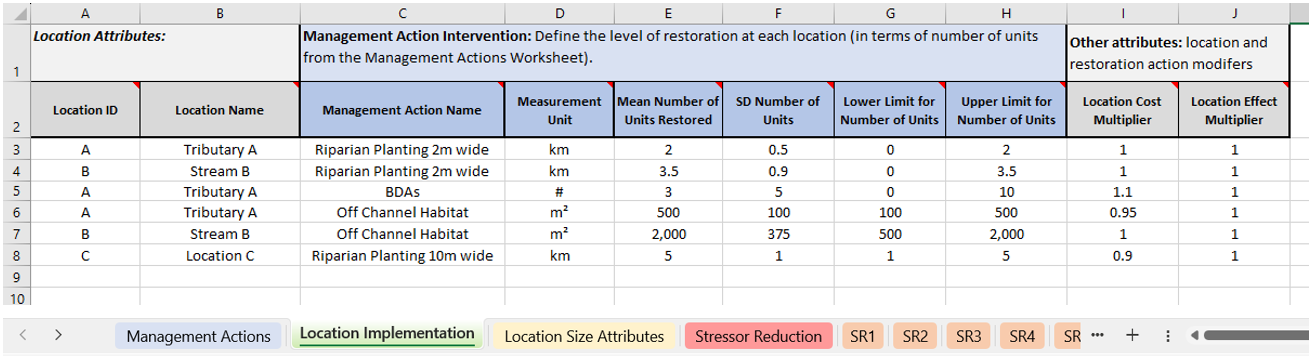 A B C D E F G H I J
1 Location Attributes: Management Action Intervention: Define the level of restoration at each location (in terms of number of units from the Management Actions Worksheet). Other attributes: location and restoration action modifers
2 Location ID Location Name Management Action Name Measurement Unit Mean Number of Units Restored SD Number of Units Lower Limit for Number of Units Upper Limit for Number of Units Location Cost Multiplier Location Effect Multiplier
3 A Tributary A Riparian Planting 2m wide km 2 0.5 0 2 1 1
4 B Stream B Riparian Planting 2m wide km 3.5 0.9 0 3.5 1 1
5 A Tributary A BDAs # 3 5 0 10 1.1 1
6 A Tributary A Off Channel Habitat m² 500 100 100 500 0.95 1
7 B Stream B Off Channel Habitat m² 2,000 375 500 2,000 1 1
8 C Location C Riparian Planting 10m wide km 5 1 1 5 0.9 1
9
10
Management Actions Location Implementation Location Size Attributes Stressor Reduction SR1 SR2 SR3 SR4 SR